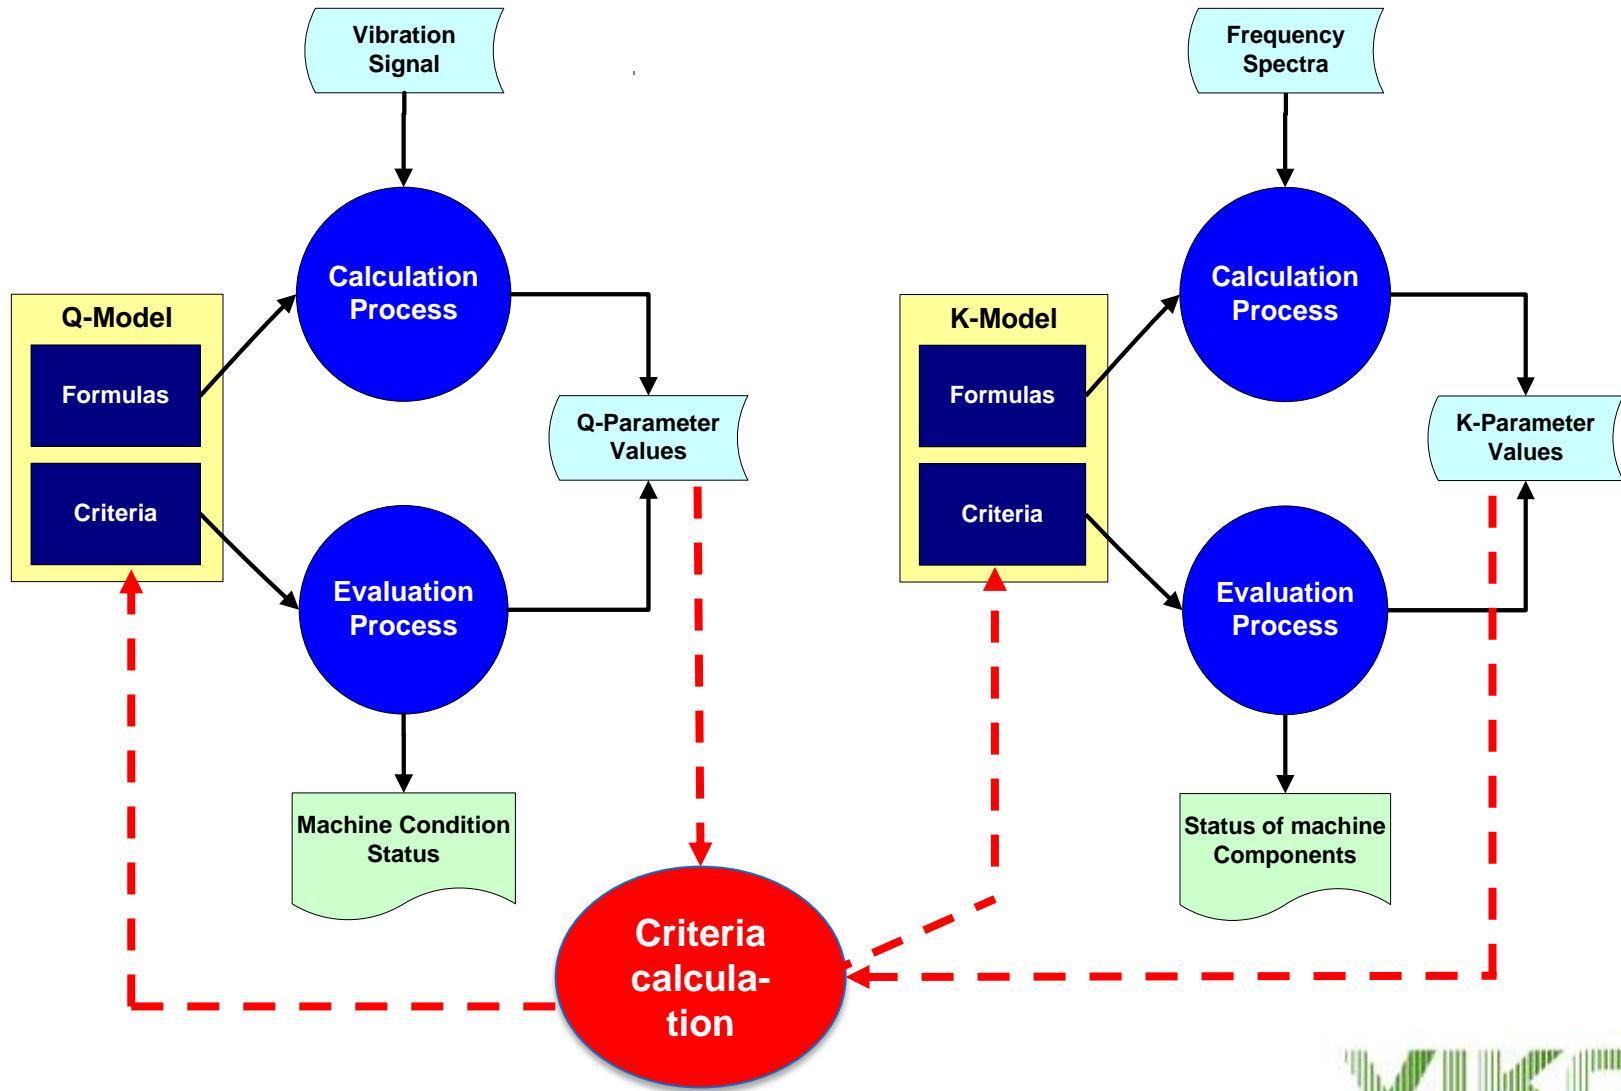 Vibration
Signal
Frequency
Spectra
Calculation
Process
Calculation
Process
Q-Model
Formulas
Criteria
K-Model
Formulas
Criteria
Q-Parameter
Values
K-Parameter
Values
Evaluation
Process
Evaluation
Process
Machine Condition
Status
Status of machine
Components
Criteria
calcula-
tion